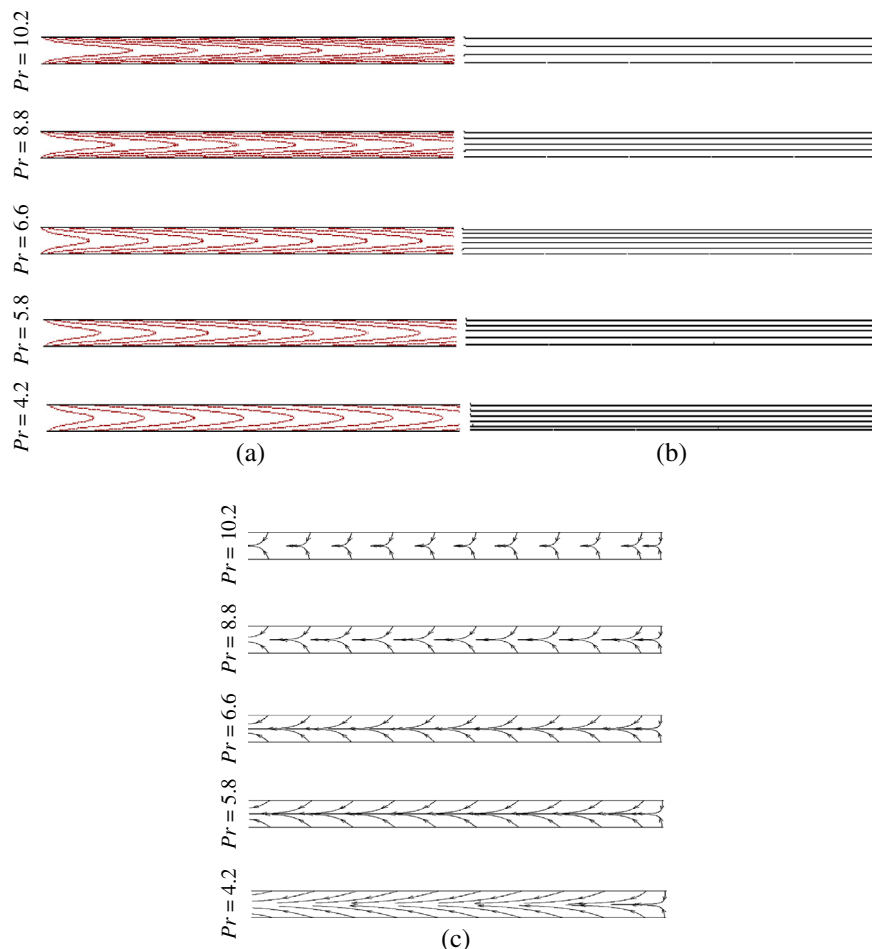 Pr = 10.2
Pr = 8.8
Pr = 6.6
Pr = 5.8
Pr = 4.2
(a)
(b)
Pr = 10.2
Pr = 8.8
Pr = 6.6
Pr = 5.8
Pr = 4.2
(c)